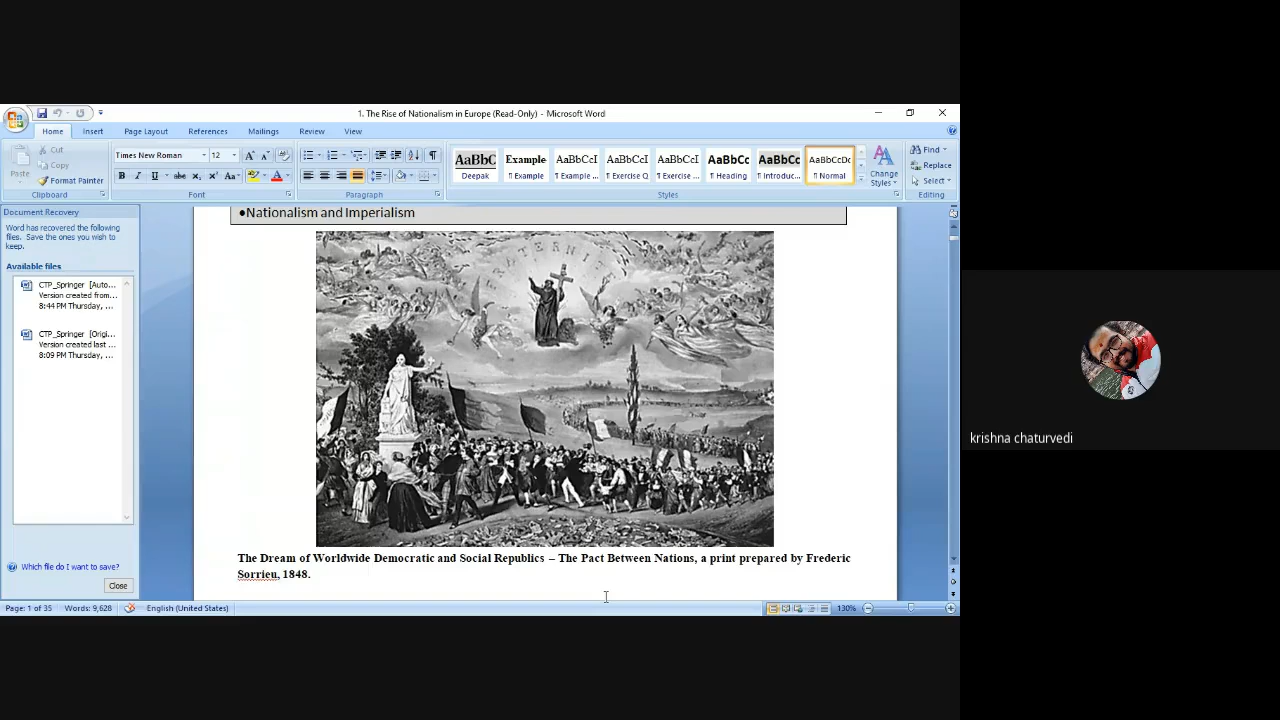 1. The Rise of Nationalism in Europe (Read-Only) - Microsoft Word
Home Insert Page Layout References Mailings Review View
Paste
Cut
Copy
Format Painter
Clipboard
Times New Roman 12
Font
Paragraph
AaBbC Example AaBbCcI AaBbCcI AaBbCcI AaBbCc AaBbCc AaBbCcDc
Deepak ¶ Example ¶ Example ... ¶ Exercise Q ¶ Exercise ... ¶ Heading ¶ Introduc... ¶ Normal
Change Styles
Styles
Find
Replace
Select
Editing
Document Recovery
Word has recovered the following
files. Save the ones you wish to
keep.
Available files
CTP_Springer [Auto...
Version created from...
8:44 PM Thursday, ...
CTP_Springer [Origi...
Version created last ...
8:09 PM Thursday, ...
Which file do I want to save?
Close
●Nationalism and Imperialism
FRATERNITE
The Dream of Worldwide Democratic and Social Republics – The Pact Between Nations, a print prepared by Frederic
Sorrieu, 1848.
Page: 1 of 35 Words: 9,628 English (United States) 130%
krishna chaturvedi